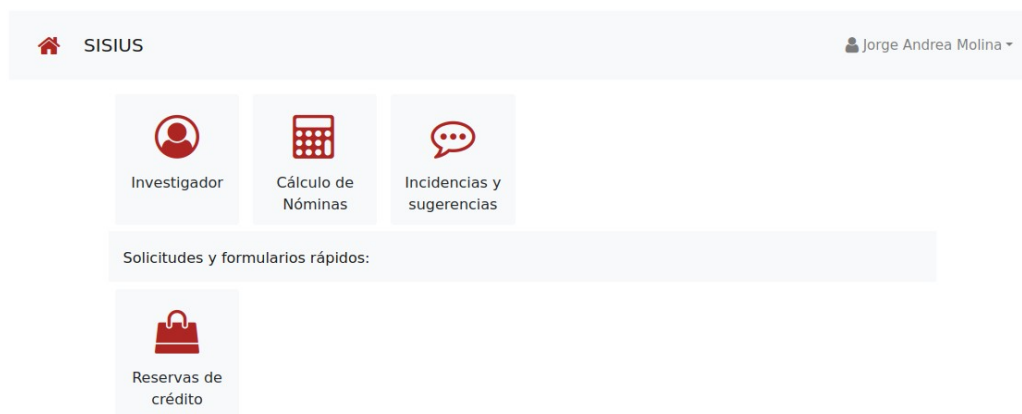 SISIUS
Jorge Andrea Molina
Investigador
Cálculo de
Nóminas
Incidencias y
sugerencias
Solicitudes y formularios rápidos:
Reservas de
crédito